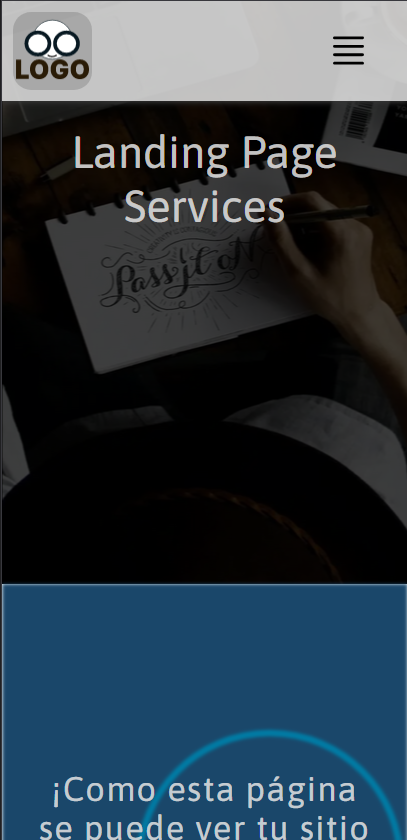 LOGO
Landing Page
Services
Pass it oN
¡Como esta página
se puede ver tu sitio